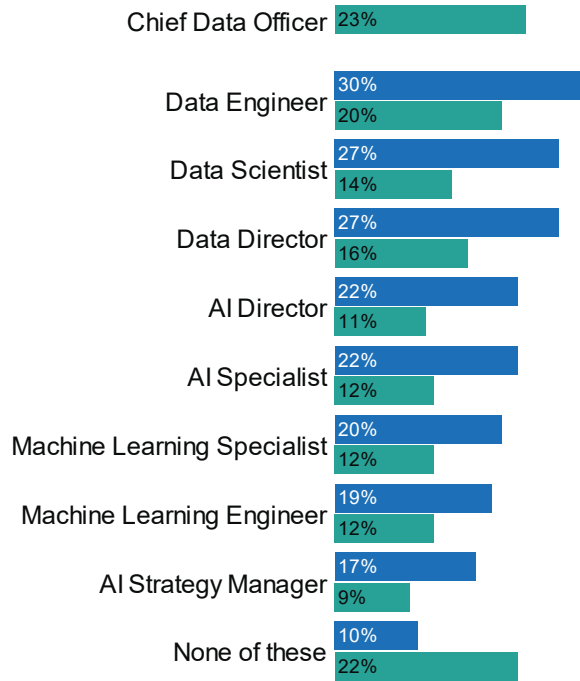 Chief Data Officer
23%
Data Engineer
30%
20%
Data Scientist
27%
14%
Data Director
27%
16%
AI Director
22%
11%
AI Specialist
22%
12%
Machine Learning Specialist
20%
12%
Machine Learning Engineer
19%
12%
AI Strategy Manager
17%
9%
None of these
10%
22%